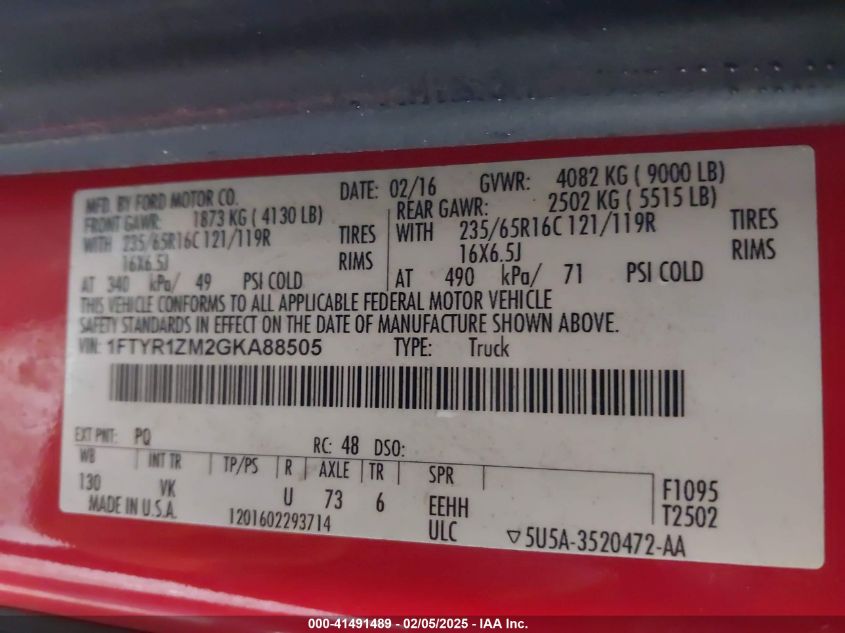 MFD. BY FORD MOTOR CO. DATE: 02/16 GVWR: 4082 KG ( 9000 LB)
FRONT GAWR: 1873 KG ( 4130 LB) REAR GAWR: 2502 KG ( 5515 LB)
WITH 235/65R16C 121/119R TIRES WITH 235/65R16C 121/119R TIRES
16X6.5J RIMS 16X6.5J RIMS
AT 340 kPa/ 49 PSI COLD AT 490 kPa/ 71 PSI COLD
THIS VEHICLE CONFORMS TO ALL APPLICABLE FEDERAL MOTOR VEHICLE
SAFETY STANDARDS IN EFFECT ON THE DATE OF MANUFACTURE SHOWN ABOVE.
VIN: 1FTYR1ZM2GKA88505 TYPE: Truck
EXT PNT: PQ RC: 48 DSO:
WB INT TR TP/PS R AXLE TR SPR
130 VK U 73 6 EEHH F1095
MADE IN U.S.A. 1201602293714 ULC T2502
▽5U5A-3520472-AA
000-41491489 - 02/05/2025 - IAA Inc.